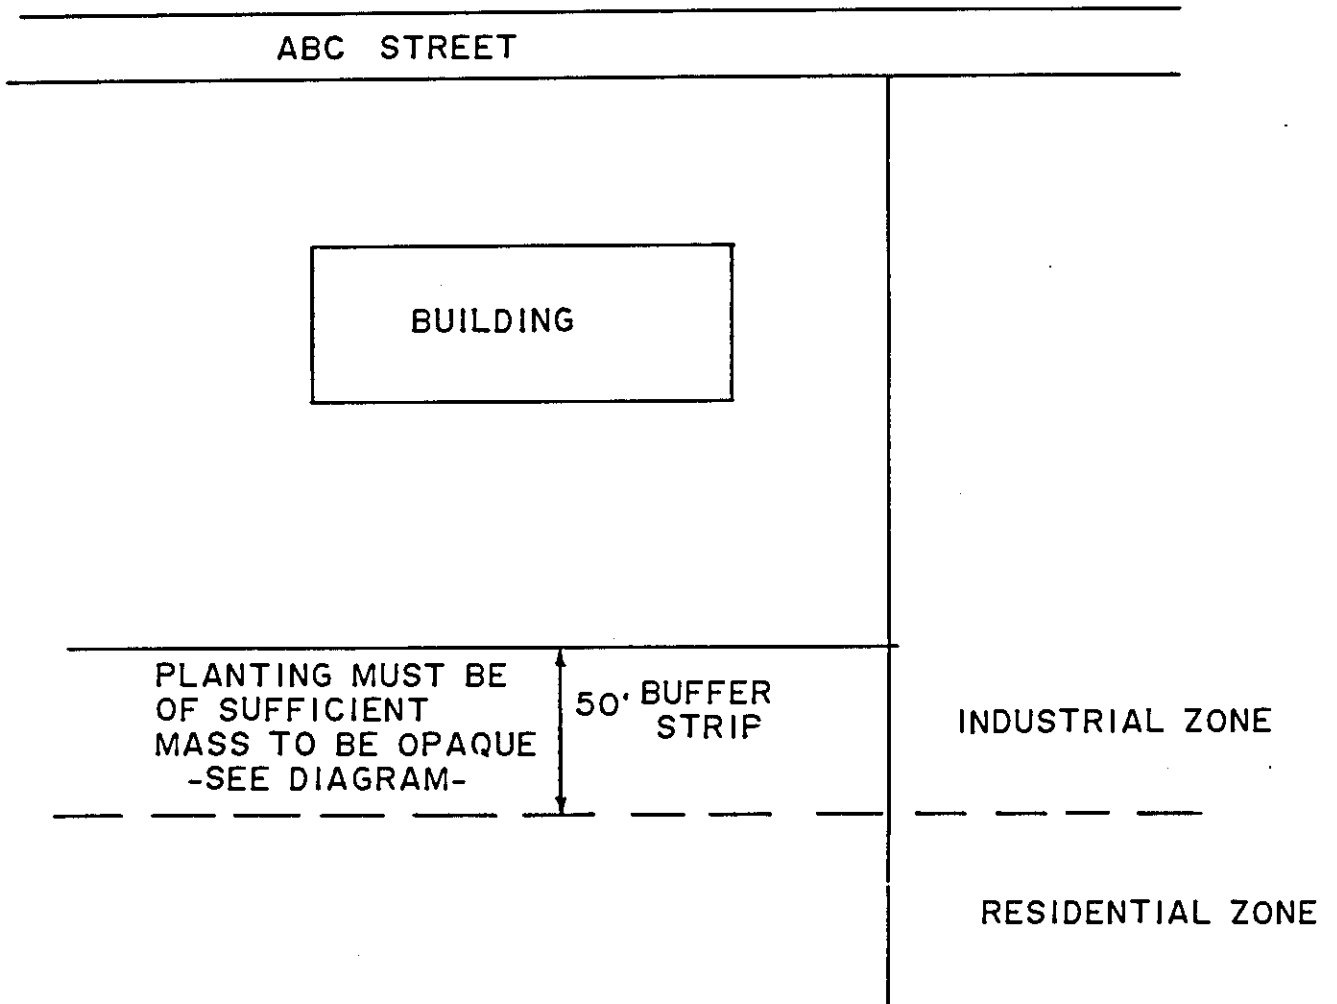 ABC STREET
BUILDING
PLANTING MUST BE
OF SUFFICIENT
MASS TO BE OPAQUE
-SEE DIAGRAM-
50' BUFFER
STRIP
INDUSTRIAL ZONE
RESIDENTIAL ZONE